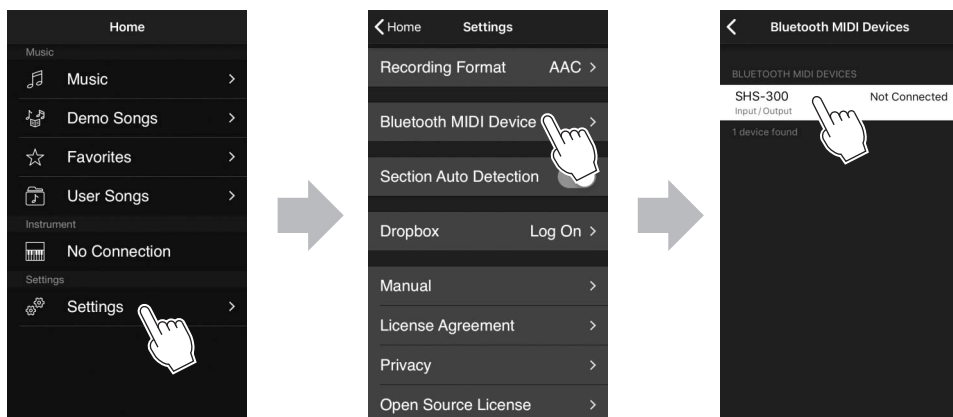 Home
Music
Music
Demo Songs
Favorites
User Songs
Instrument
No Connection
Settings
Settings
Home Settings
Recording Format AAC
Bluetooth MIDI Device
Section Auto Detection
Dropbox Log On
Manual
License Agreement
Privacy
Open Source License
Bluetooth MIDI Devices
BLUETOOTH MIDI DEVICES
SHS-300 Not Connected
Input / Output
1 device found